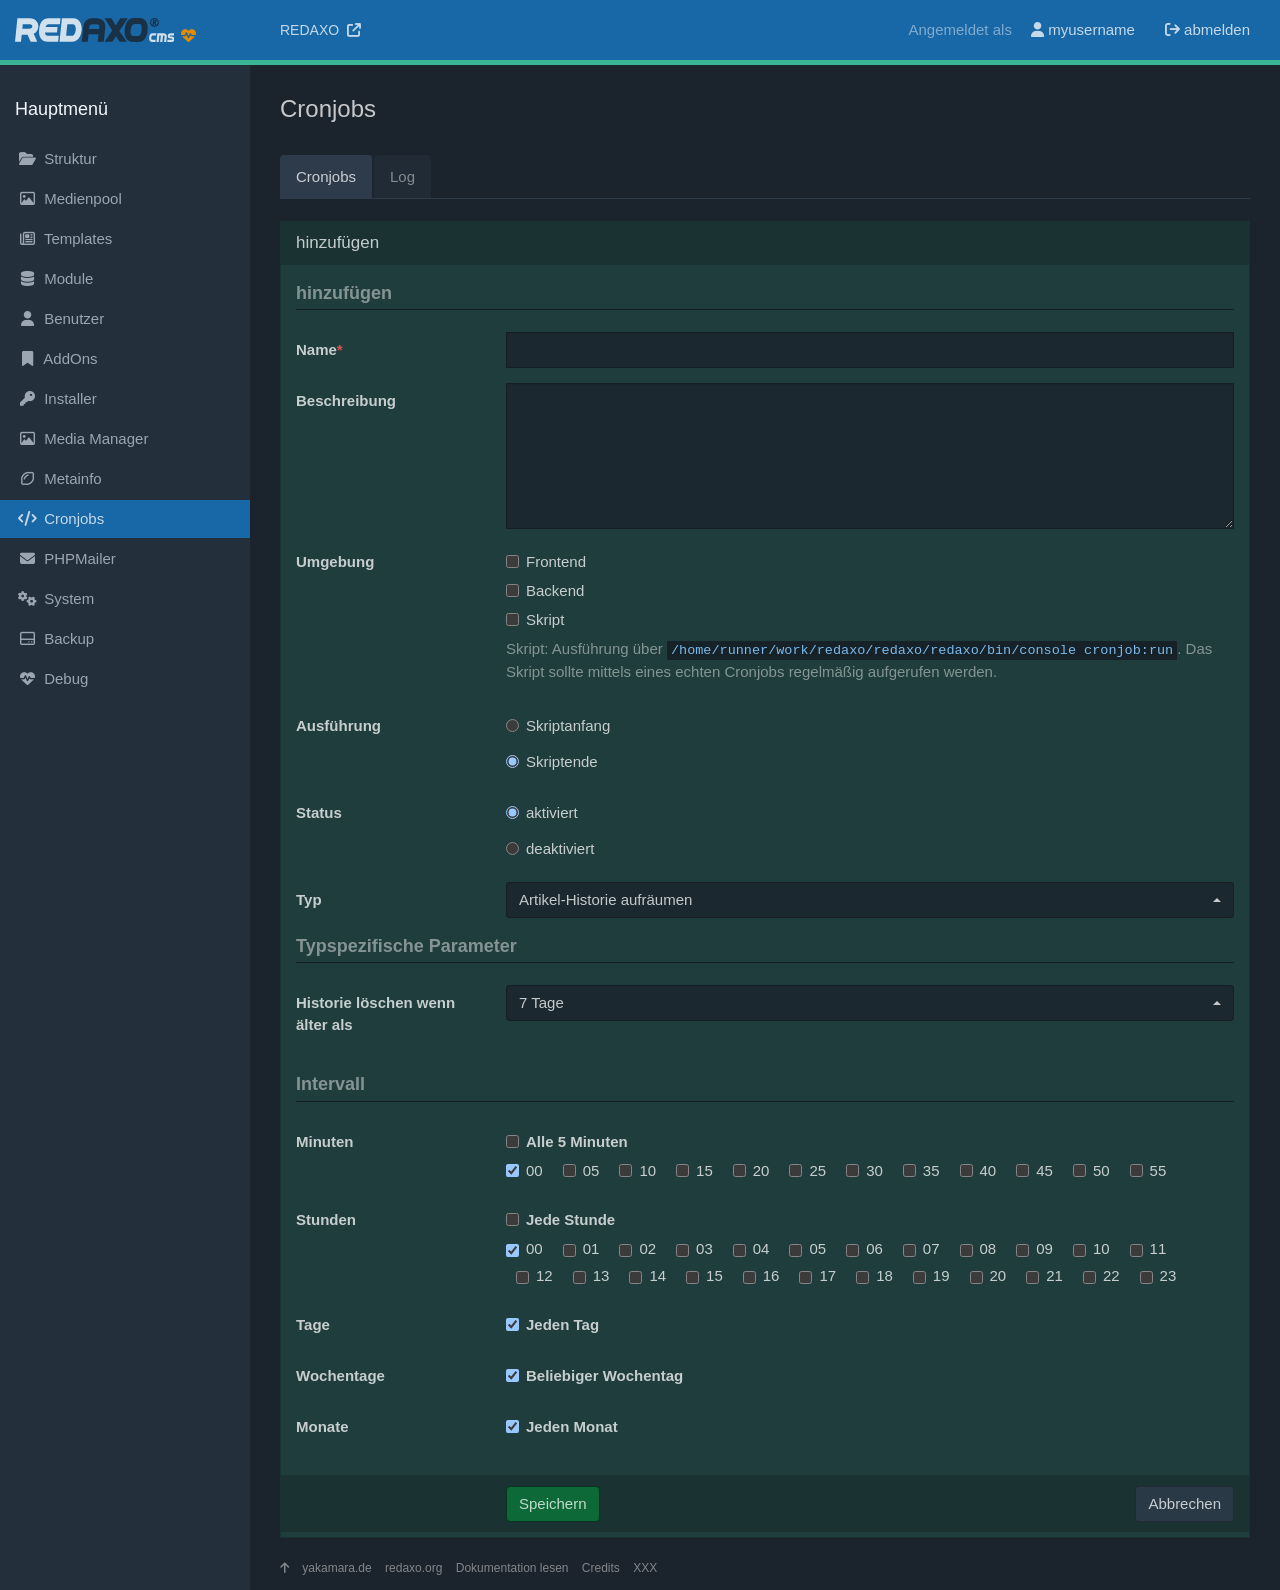 REDAXO® cms
REDAXO
Angemeldet als myusername abmelden
Hauptmenü
Struktur
Medienpool
Templates
Module
Benutzer
AddOns
Installer
Media Manager
Metainfo
Cronjobs
PHPMailer
System
Backup
Debug
Cronjobs
Cronjobs Log
hinzufügen
hinzufügen
Name*
Beschreibung
Umgebung
Frontend
Backend
Skript
Skript: Ausführung über /home/runner/work/redaxo/redaxo/redaxo/bin/console cronjob:run. Das
Skript sollte mittels eines echten Cronjobs regelmäßig aufgerufen werden.
Ausführung
Skriptanfang
Skriptende
Status
aktiviert
deaktiviert
Typ
Artikel-Historie aufräumen
Typspezifische Parameter
Historie löschen wenn
älter als
7 Tage
Intervall
Minuten
Alle 5 Minuten
00 05 10 15 20 25 30 35 40 45 50 55
Stunden
Jede Stunde
00 01 02 03 04 05 06 07 08 09 10 11
12 13 14 15 16 17 18 19 20 21 22 23
Tage
Jeden Tag
Wochentage
Beliebiger Wochentag
Monate
Jeden Monat
Speichern
Abbrechen
yakamara.de redaxo.org Dokumentation lesen Credits XXX